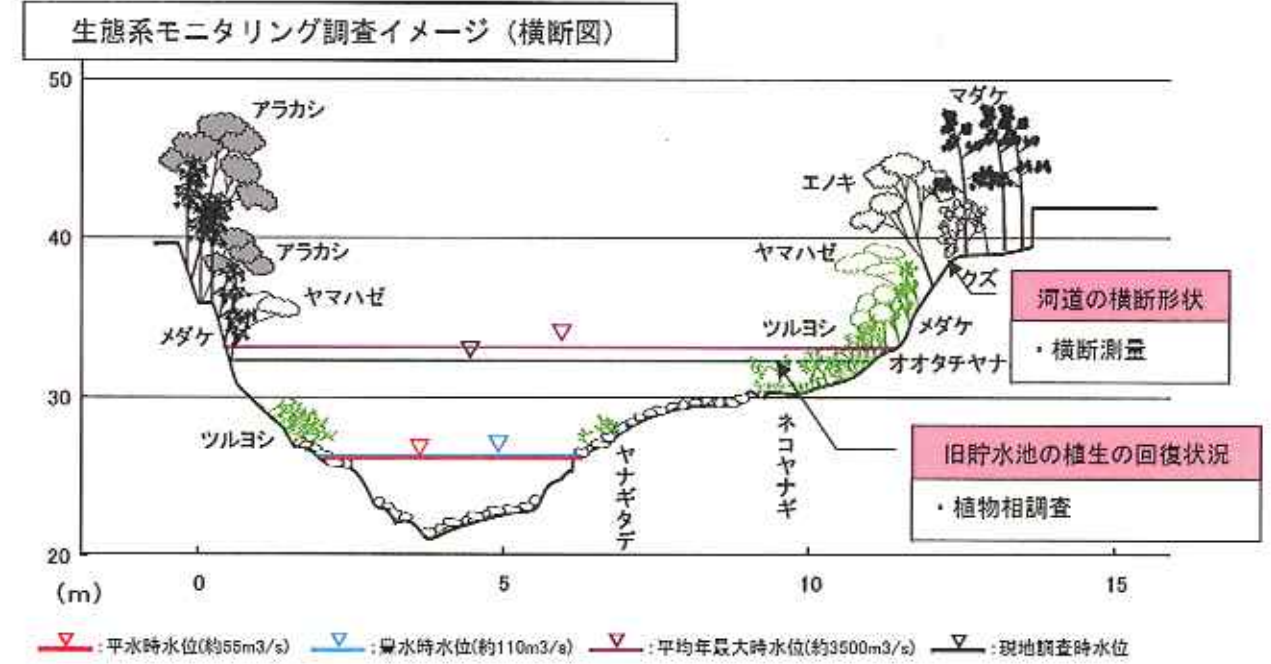 生態系モニタリング調査イメージ（横断図）
50
アラカシ
マダケ
エノキ
40
アラカシ
ヤマハゼ
クズ
ヤマハゼ
河道の横断形状
・横断測量
メダケ
ツルヨシ
メダケ
オオタチヤナ
30
ツルヨシ
ヤナギタデ
ネコヤナギ
旧貯水池の植生の回復状況
・植物相調査
20
0
5
10
15
(m)
:平水時水位(約55m3/s)
:豊水時水位(約110m3/s)
:平均年最大時水位(約3500m3/s)
:現地調査時水位